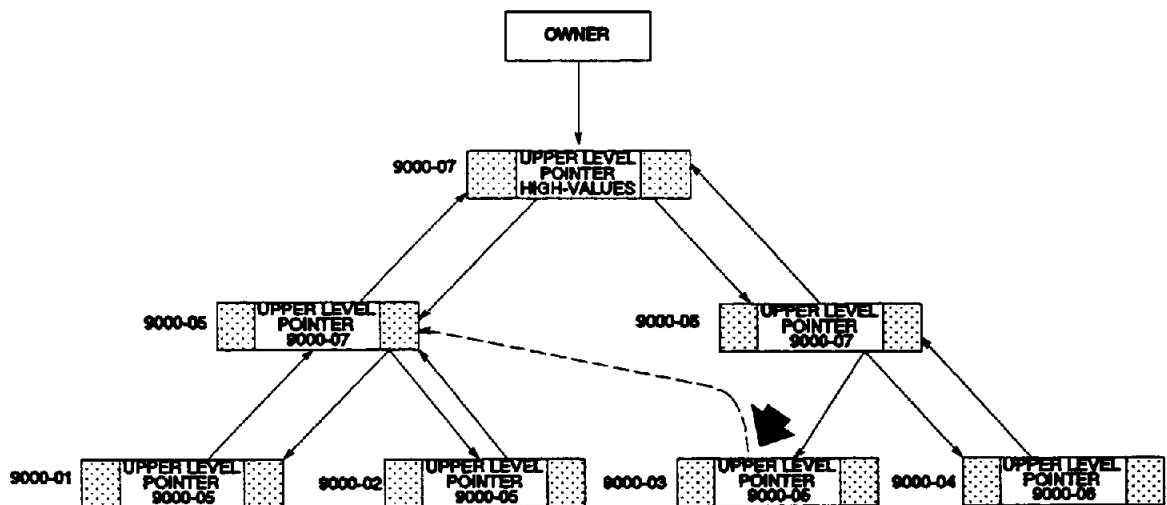 OWNER
9000-07
UPPER LEVEL
POINTER
HIGH-VALUES
9000-05
UPPER LEVEL
POINTER
9000-07
9000-06
UPPER LEVEL
POINTER
9000-07
9000-01
UPPER LEVEL
POINTER
9000-05
9000-02
UPPER LEVEL
POINTER
9000-05
9000-03
UPPER LEVEL
POINTER
9000-05
9000-04
UPPER LEVEL
POINTER
9000-06